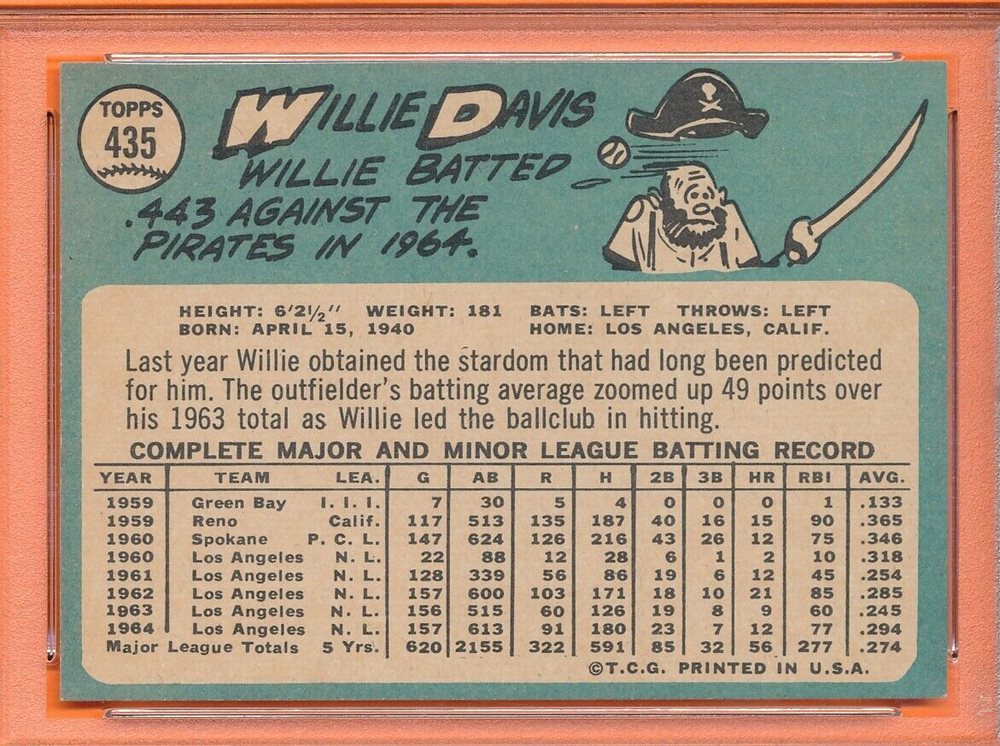 TOPPS
435
WILLIE DAVIS
WILLIE BATTED
.443 AGAINST THE
PIRATES IN 1964.
HEIGHT: 6'2½" WEIGHT: 181 BATS: LEFT THROWS: LEFT
BORN: APRIL 15, 1940 HOME: LOS ANGELES, CALIF.
Last year Willie obtained the stardom that had long been predicted
for him. The outfielder's batting average zoomed up 49 points over
his 1963 total as Willie led the ballclub in hitting.
COMPLETE MAJOR AND MINOR LEAGUE BATTING RECORD
YEAR TEAM LEA. G AB R H 2B 3B HR RBI AVG.
1959 Green Bay I. I. I. 7 30 5 4 0 0 0 1 .133
1959 Reno Calif. 117 513 135 187 40 16 15 90 .365
1960 Spokane P. C. L. 147 624 126 216 43 26 12 75 .346
1960 Los Angeles N. L. 22 88 12 28 6 1 2 10 .318
1961 Los Angeles N. L. 128 339 56 86 19 6 12 45 .254
1962 Los Angeles N. L. 157 600 103 171 18 10 21 85 .285
1963 Los Angeles N. L. 156 515 60 126 19 8 9 60 .245
1964 Los Angeles N. L. 157 613 91 180 23 7 12 77 .294
Major League Totals 5 Yrs. 620 2155 322 591 85 32 56 277 .274
©T.C.G. PRINTED IN U.S.A.